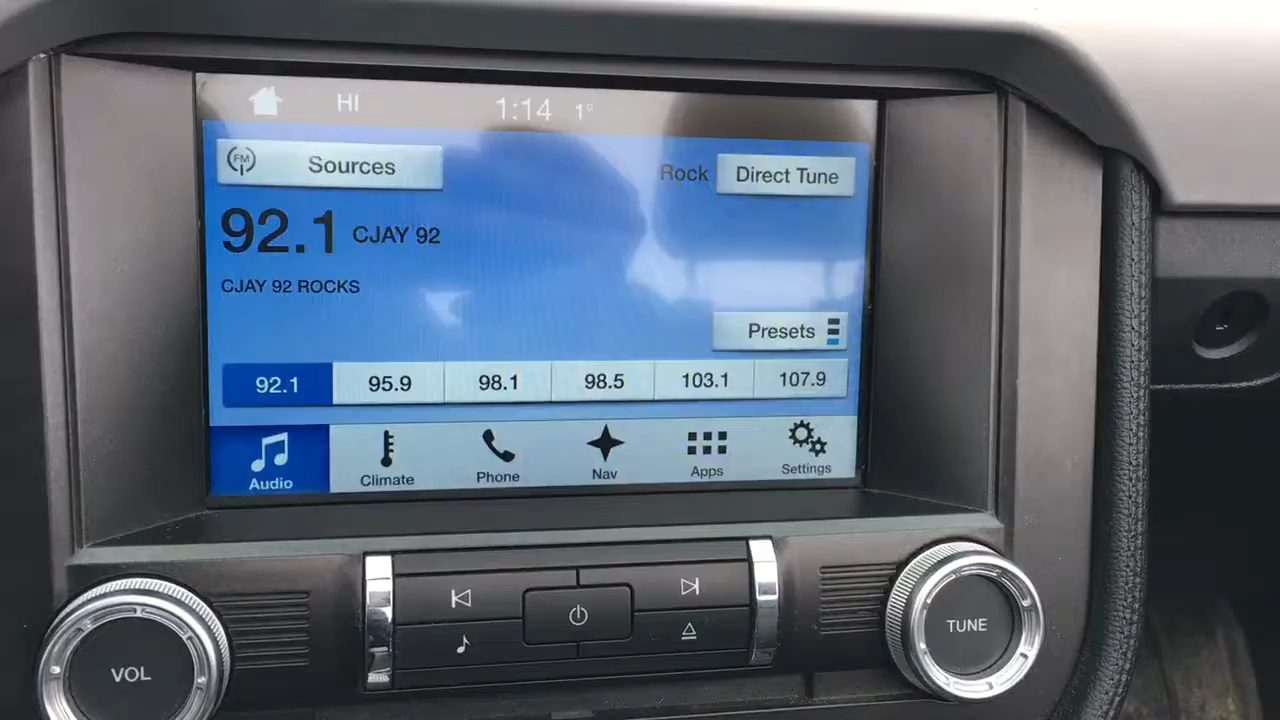 HI 1:14 1°
FM Sources Rock Direct Tune
92.1 CJAY 92
CJAY 92 ROCKS
Presets
92.1 95.9 98.1 98.5 103.1 107.9
Audio Climate Phone Nav Apps Settings
VOL TUNE